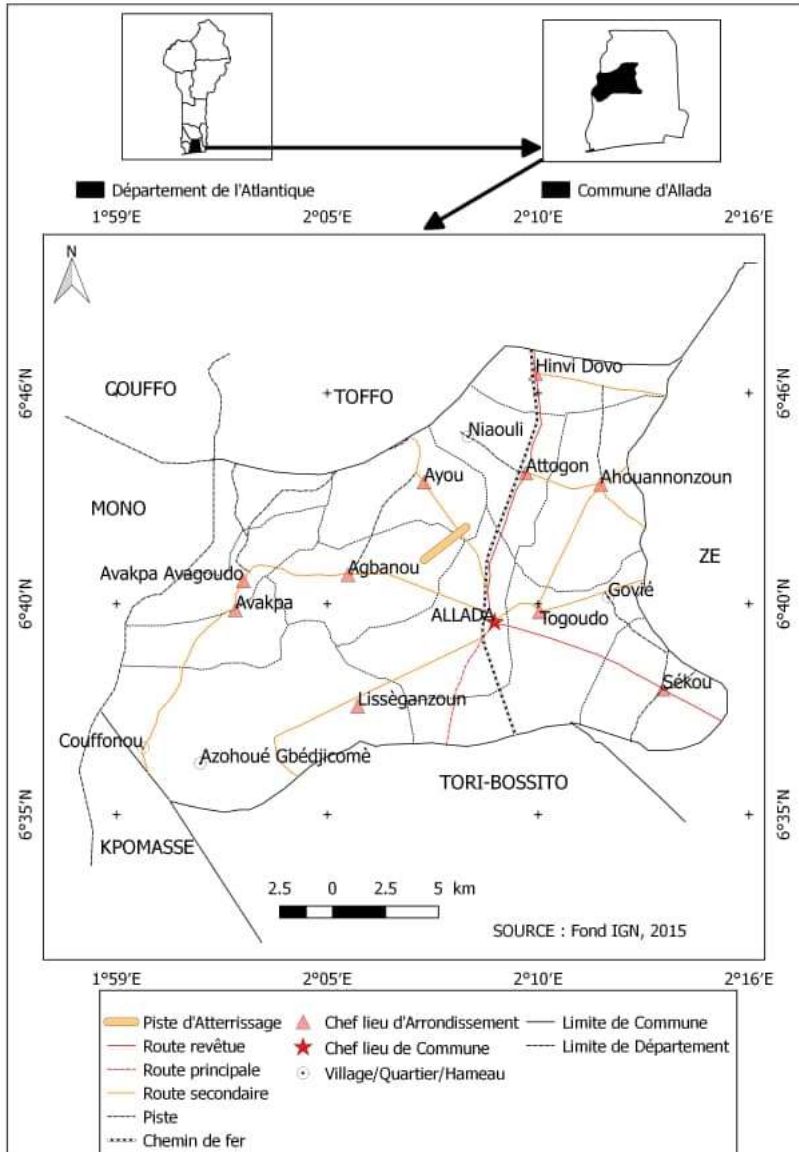 Département de l'Atlantique
Commune d'Allada
1°59'E 2°05'E 2°10'E 2°16'E
N
6°46'N
6°40'N
6°35'N
6°46'N
6°40'N
6°35'N
COUFFO
TOFFO
Hinvi Dovo
Niaouli
Attogon
Ayou
Ahouannonzoun
MONO
ZE
Avakpa Avagoudo
Agbanou
Govié
Avakpa
ALLADA
Togoudo
Sékou
Lissèganzoun
Couffonou
Azohoué Gbédjicomè
TORI-BOSSITO
KPOMASSE
2.5 0 2.5 5 km
SOURCE : Fond IGN, 2015
1°59'E 2°05'E 2°10'E 2°16'E
Piste d'Atterrissage
Route revêtue
Route principale
Route secondaire
Piste
Chemin de fer
Chef lieu d'Arrondissement
Chef lieu de Commune
Village/Quartier/Hameau
Limite de Commune
Limite de Département